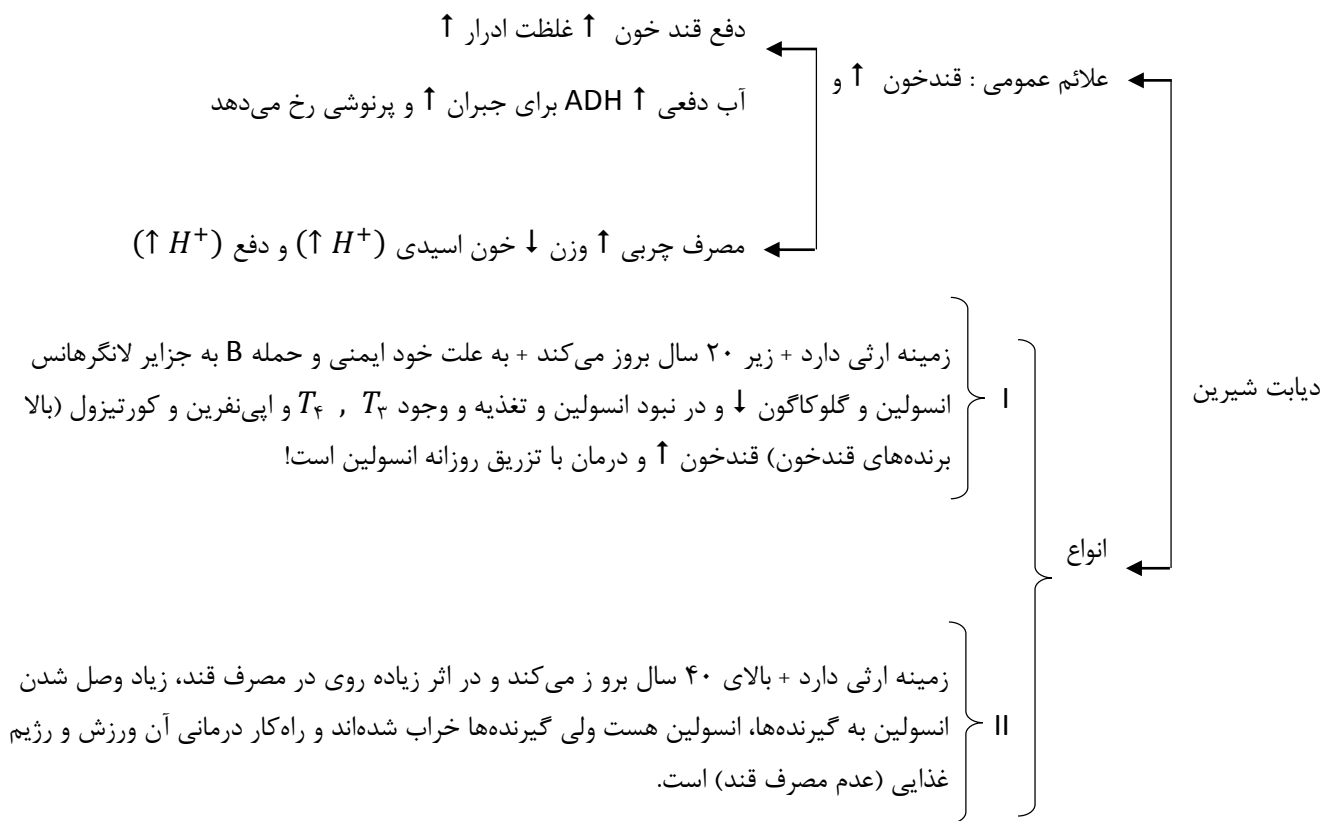 دفع قند خون ↑ غلظت ادرار ↑
علائم عمومی : قندخون ↑ و
آب دفعی ↑ ADH برای جبران ↑ و پرنوشی رخ می‌دهد
مصرف چربی ↑ وزن ↓ خون اسیدی (H⁺ ↑) و دفع (H⁺ ↑)
دیابت شیرین
I
زمینه ارثی دارد + زیر ۲۰ سال بروز می‌کند + به علت خود ایمنی و حمله B به جزایر لانگرهانس
انسولین و گلوکاگون ↓ و در نبود انسولین و تغذیه و وجود T۳ , T۴ و اپی‌نفرین و کورتیزول (بالا
برنده‌های قندخون) قندخون ↑ و درمان با تزریق روزانه انسولین است!
انواع
II
زمینه ارثی دارد + بالای ۴۰ سال برو ز می‌کند و در اثر زیاده روی در مصرف قند، زیاد وصل شدن
انسولین به گیرنده‌ها، انسولین هست ولی گیرنده‌ها خراب شده‌اند و راه‌کار درمانی آن ورزش و رژیم
غذایی (عدم مصرف قند) است.